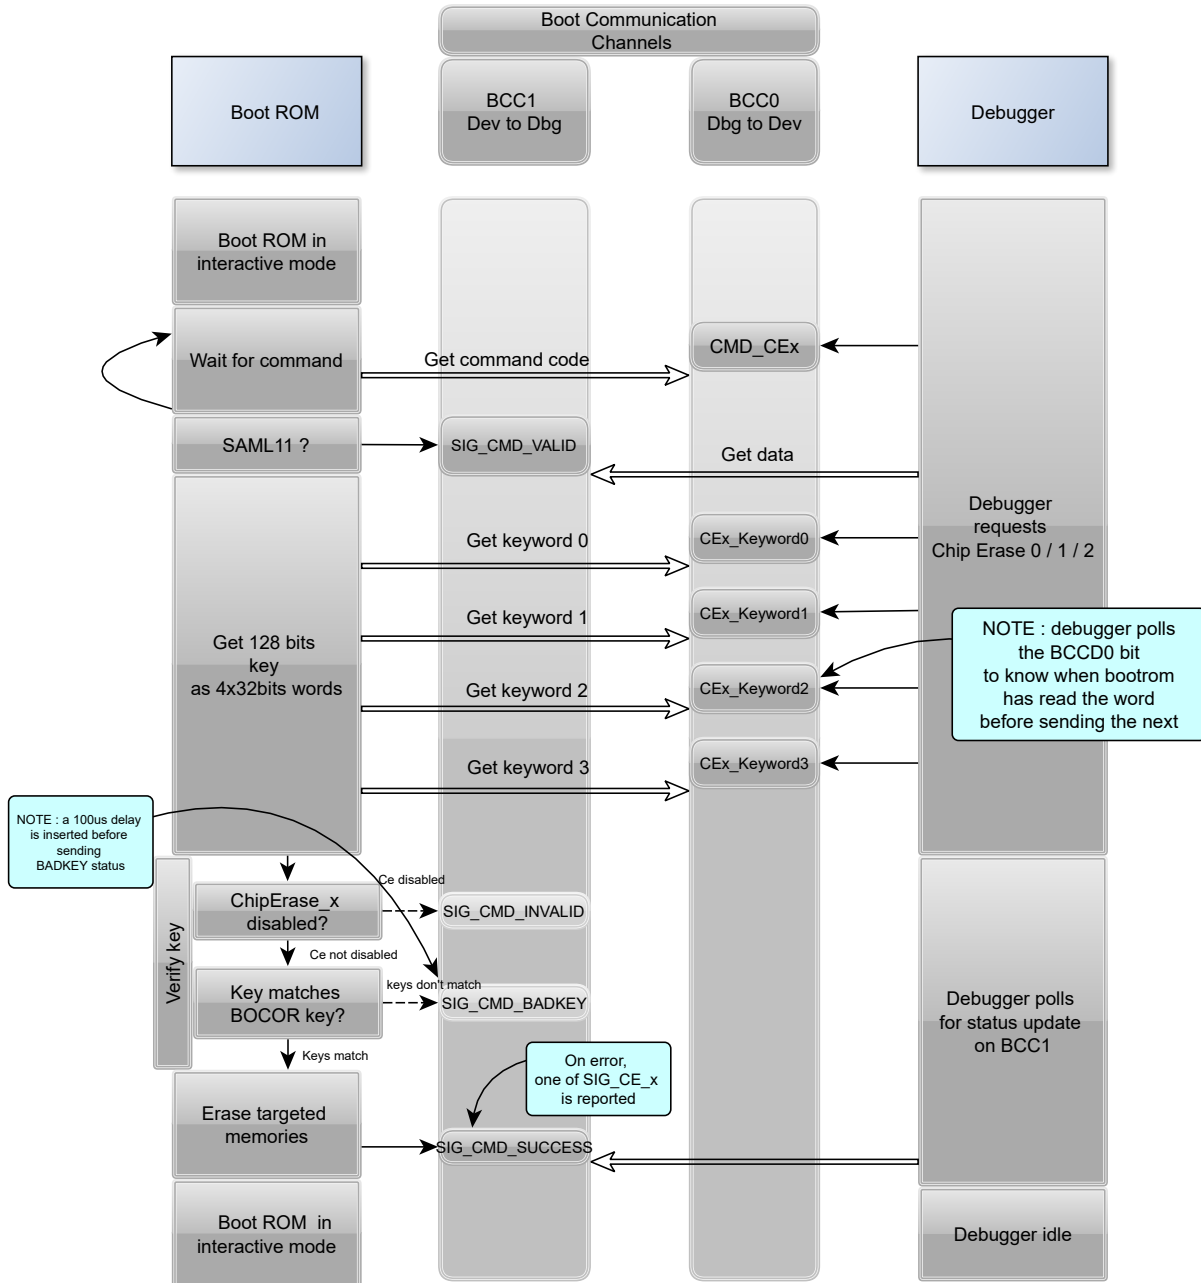 Boot Communication
Channels
Boot ROM
BCC1
Dev to Dbg
BCC0
Dbg to Dev
Debugger
Boot ROM in
interactive mode
Wait for command
Get command code
CMD_CEx
SAML11 ?
SIG_CMD_VALID
Get data
Debugger
requests
Chip Erase 0 / 1 / 2
Get keyword 0
CEx_Keyword0
Get keyword 1
CEx_Keyword1
Get 128 bits
key
as 4x32bits words
Get keyword 2
CEx_Keyword2
NOTE : debugger polls
the BCCD0 bit
to know when bootrom
has read the word
before sending the next
Get keyword 3
CEx_Keyword3
NOTE : a 100us delay
is inserted before
sending
BADKEY status
Verify key
ChipErase_x
disabled?
Ce disabled
SIG_CMD_INVALID
Ce not disabled
Key matches
BOCOR key?
keys don't match
SIG_CMD_BADKEY
Debugger polls
for status update
on BCC1
Keys match
On error,
one of SIG_CE_x
is reported
Erase targeted
memories
SIG_CMD_SUCCESS
Boot ROM in
interactive mode
Debugger idle